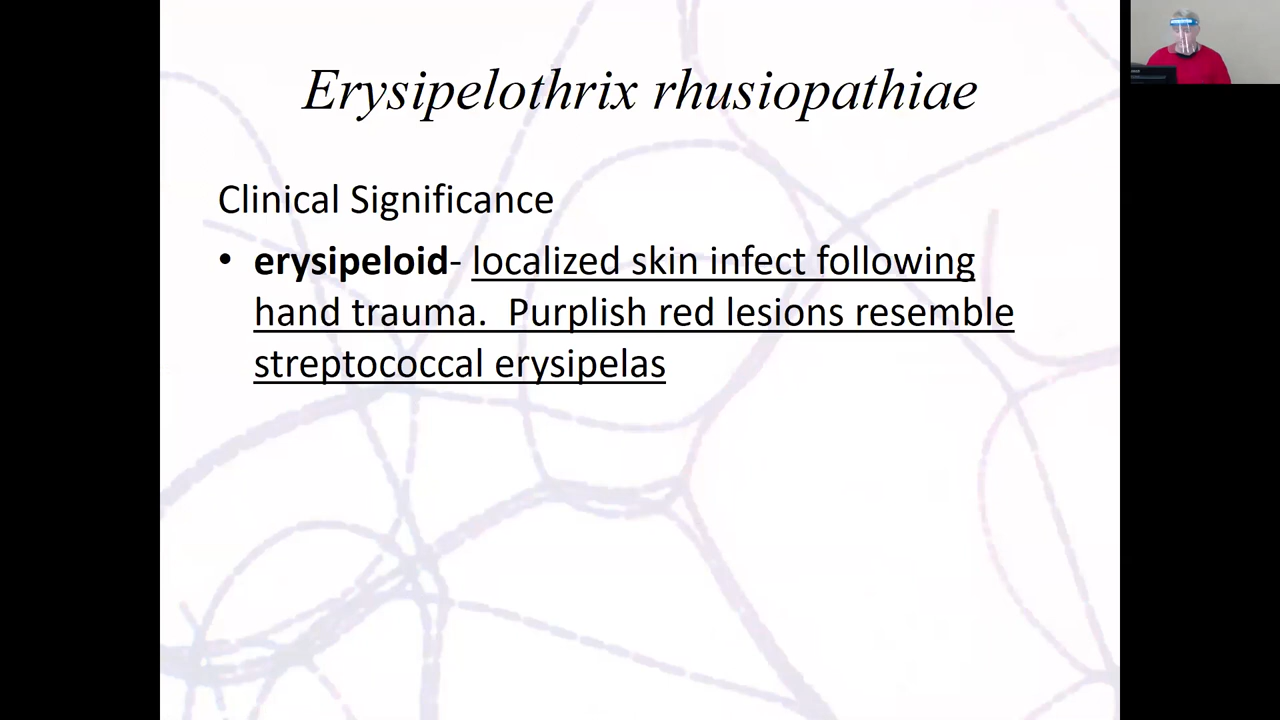 Erysipelothrix rhusiopathiae
Clinical Significance
• erysipeloid- localized skin infect following
hand trauma.  Purplish red lesions resemble
streptococcal erysipelas